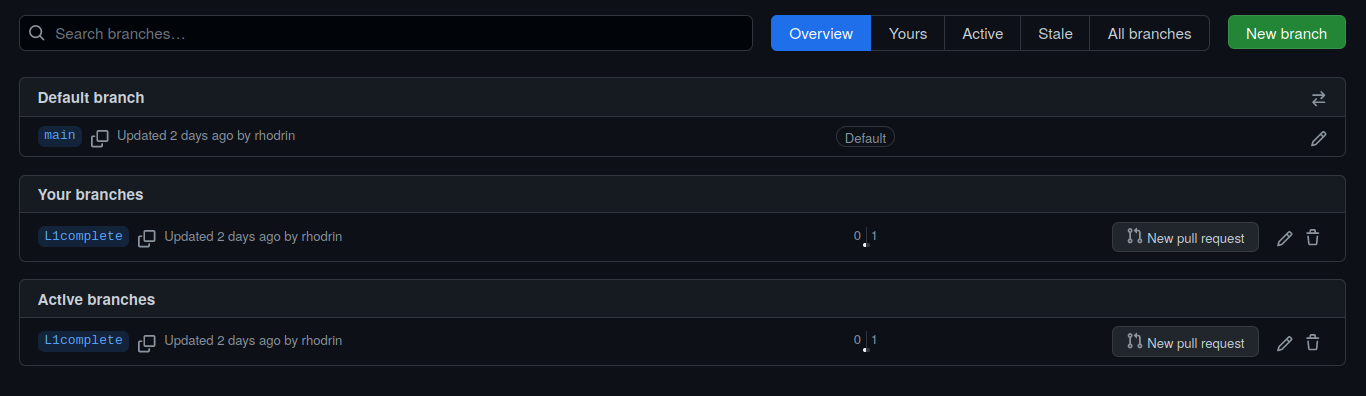 Search branches…
Overview Yours Active Stale All branches New branch
Default branch
main Updated 2 days ago by rhodrin Default
Your branches
L1complete Updated 2 days ago by rhodrin 0 1 New pull request
Active branches
L1complete Updated 2 days ago by rhodrin 0 1 New pull request